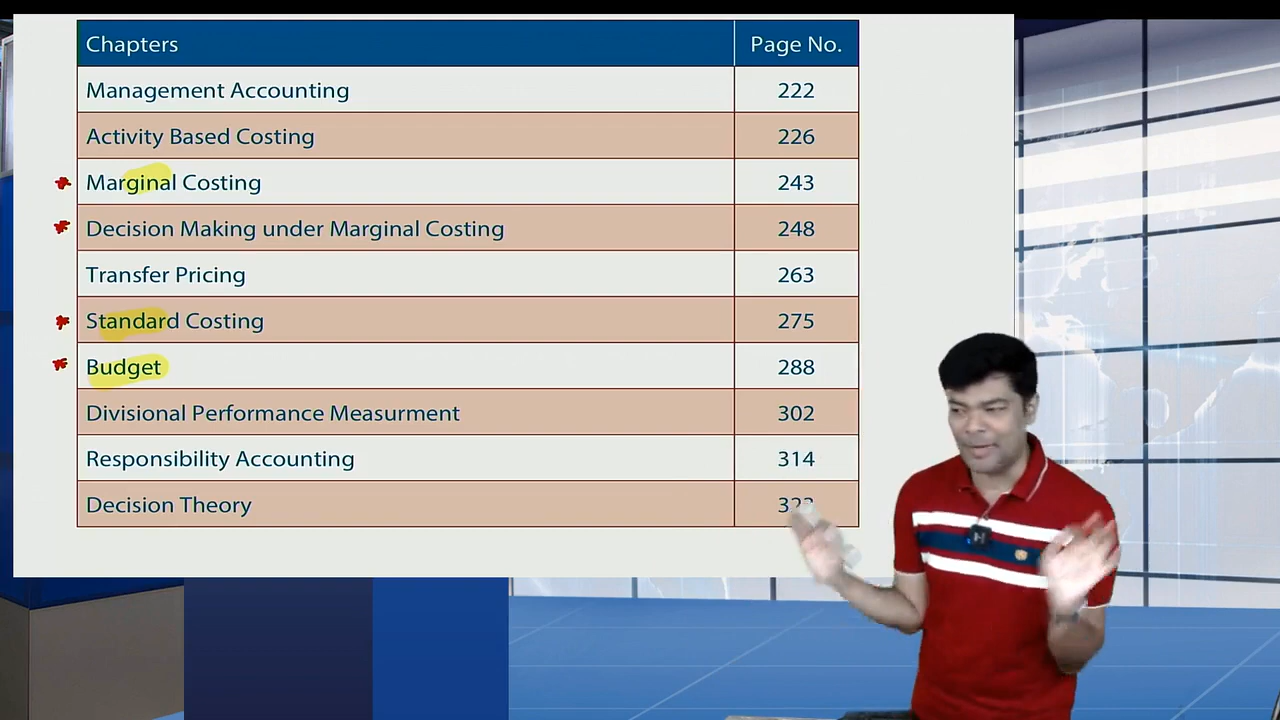 Chapters Page No.
Management Accounting 222
Activity Based Costing 226
Marginal Costing 243
Decision Making under Marginal Costing 248
Transfer Pricing 263
Standard Costing 275
Budget 288
Divisional Performance Measurment 302
Responsibility Accounting 314
Decision Theory